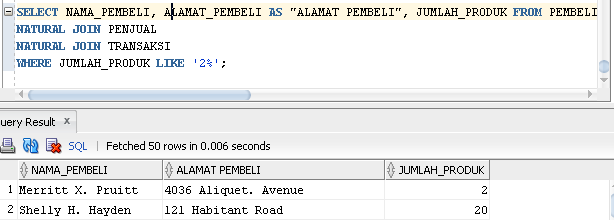 SELECT NAMA_PEMBELI, ALAMAT_PEMBELI AS "ALAMAT PEMBELI", JUMLAH_PRODUK FROM PEMBELI
NATURAL JOIN PENJUAL
NATURAL JOIN TRANSAKSI
WHERE JUMLAH_PRODUK LIKE '2%';
uery Result x
SQL | Fetched 50 rows in 0.006 seconds
NAMA_PEMBELI ALAMAT PEMBELI JUMLAH_PRODUK
1 Merritt X. Pruitt 4036 Aliquet. Avenue 2
2 Shelly H. Hayden 121 Habitant Road 20